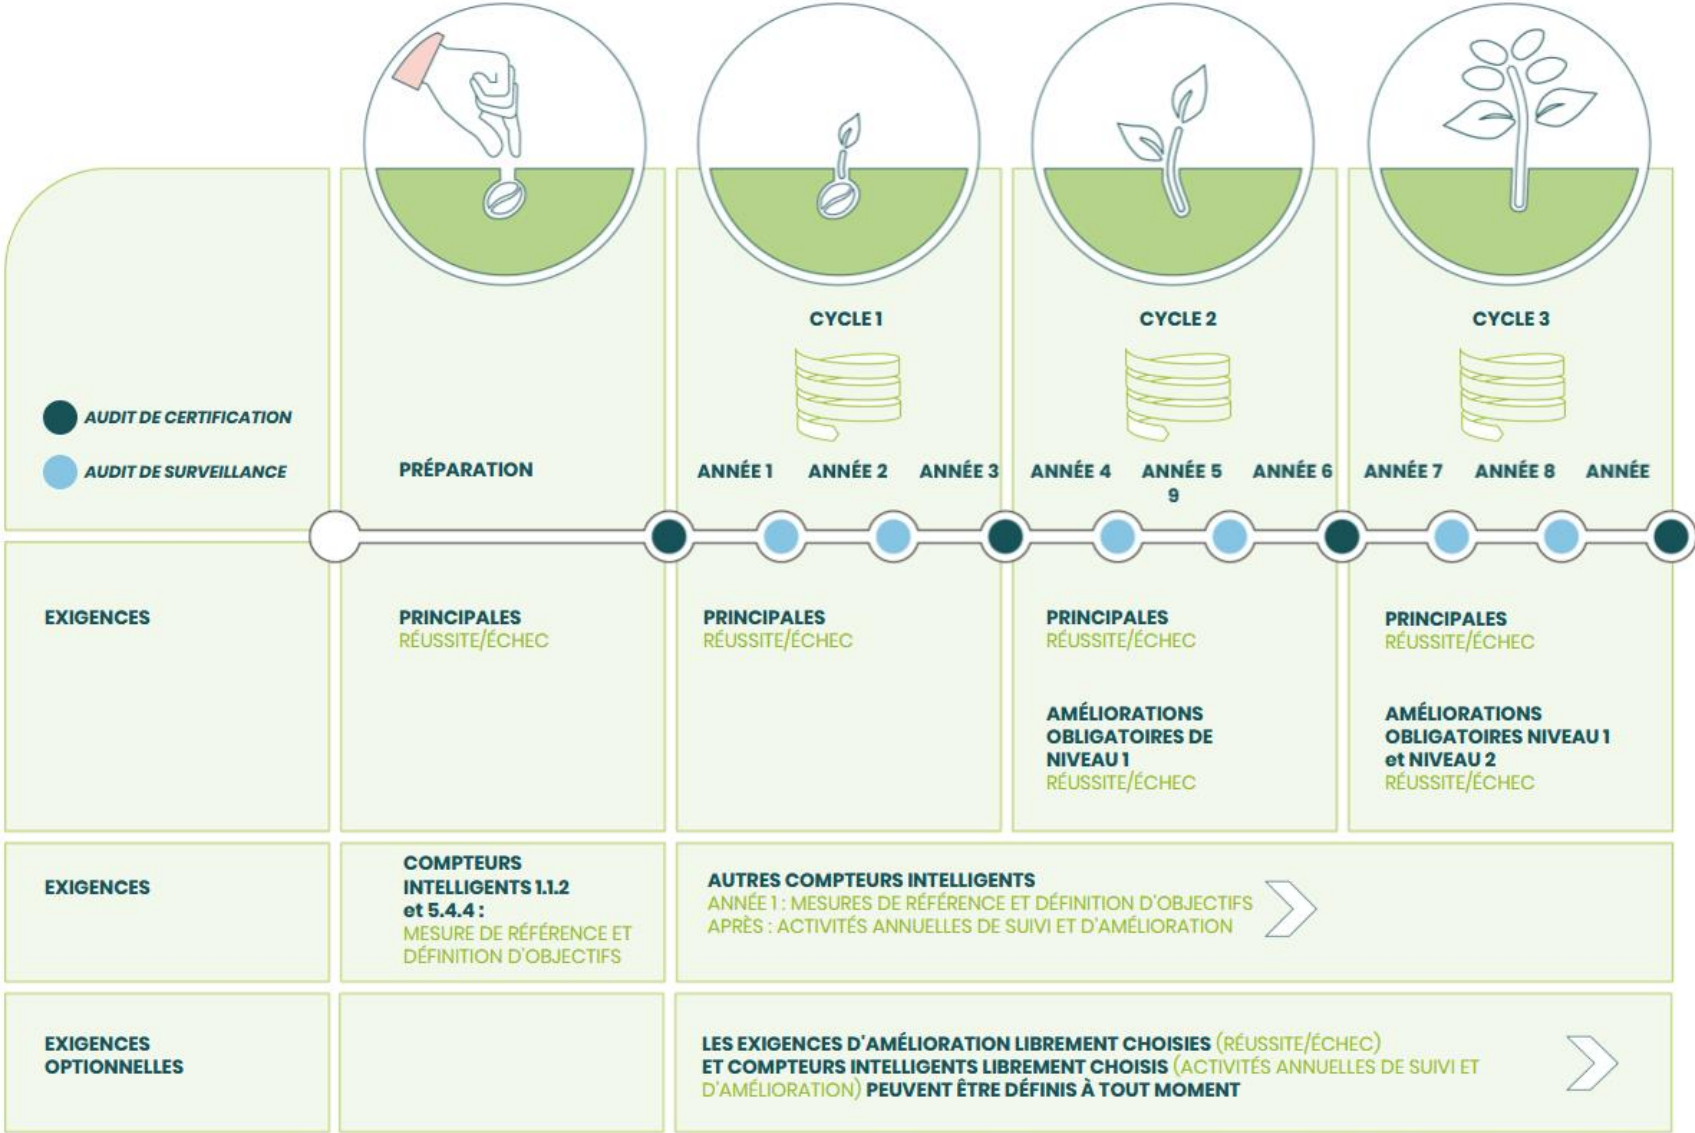 CYCLE 1
CYCLE 2
CYCLE 3
AUDIT DE CERTIFICATION
AUDIT DE SURVEILLANCE
PRÉPARATION
ANNÉE 1 ANNÉE 2 ANNÉE 3 ANNÉE 4 ANNÉE 5 ANNÉE 6 ANNÉE 7 ANNÉE 8 ANNÉE
9
EXIGENCES
PRINCIPALES
RÉUSSITE/ÉCHEC
PRINCIPALES
RÉUSSITE/ÉCHEC
PRINCIPALES
RÉUSSITE/ÉCHEC
AMÉLIORATIONS
OBLIGATOIRES DE
NIVEAU 1
RÉUSSITE/ÉCHEC
PRINCIPALES
RÉUSSITE/ÉCHEC
AMÉLIORATIONS
OBLIGATOIRES NIVEAU 1
et NIVEAU 2
RÉUSSITE/ÉCHEC
EXIGENCES
COMPTEURS
INTELLIGENTS 1.1.2
et 5.4.4 :
MESURE DE RÉFÉRENCE ET
DÉFINITION D'OBJECTIFS
AUTRES COMPTEURS INTELLIGENTS
ANNÉE 1 : MESURES DE RÉFÉRENCE ET DÉFINITION D'OBJECTIFS
APRÈS : ACTIVITÉS ANNUELLES DE SUIVI ET D'AMÉLIORATION
EXIGENCES
OPTIONNELLES
LES EXIGENCES D'AMÉLIORATION LIBREMENT CHOISIES (RÉUSSITE/ÉCHEC)
ET COMPTEURS INTELLIGENTS LIBREMENT CHOISIS (ACTIVITÉS ANNUELLES DE SUIVI ET
D'AMÉLIORATION) PEUVENT ÊTRE DÉFINIS À TOUT MOMENT